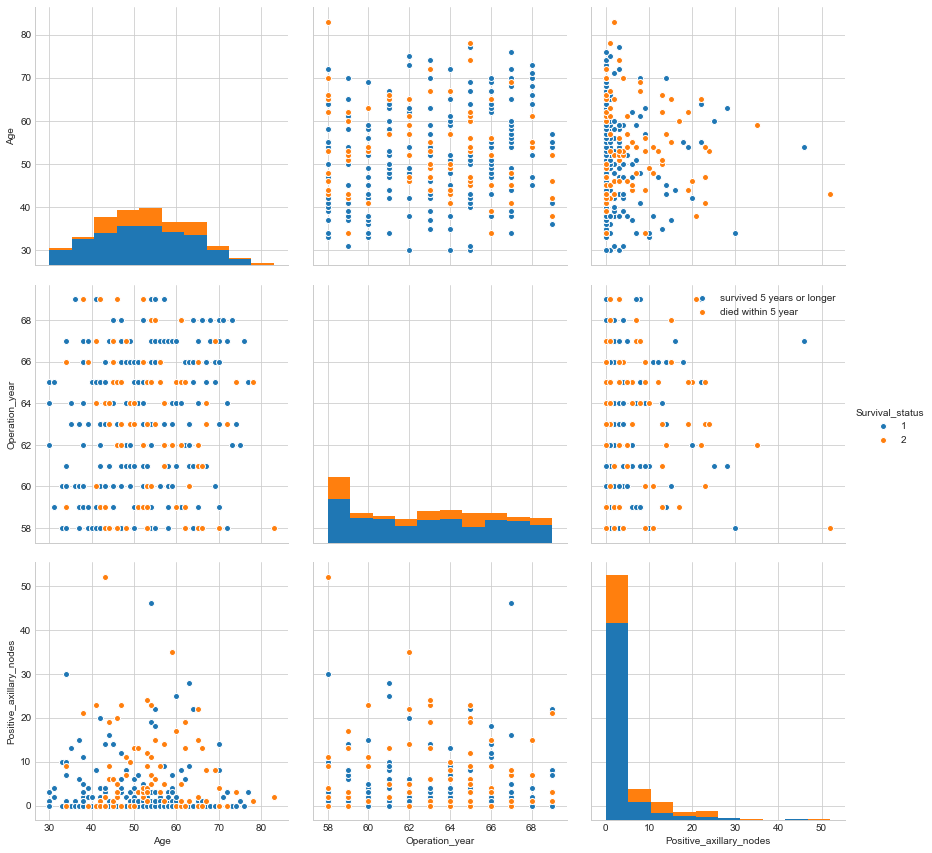 80
70
60
50
40
30
Age
68
66
64
62
60
58
Operation_year
survived 5 years or longer
died within 5 year
Survival_status
1
2
50
40
30
20
10
0
Positive_axillary_nodes
30 40 50 60 70 80
Age
58 60 62 64 66 68
Operation_year
0 10 20 30 40 50
Positive_axillary_nodes